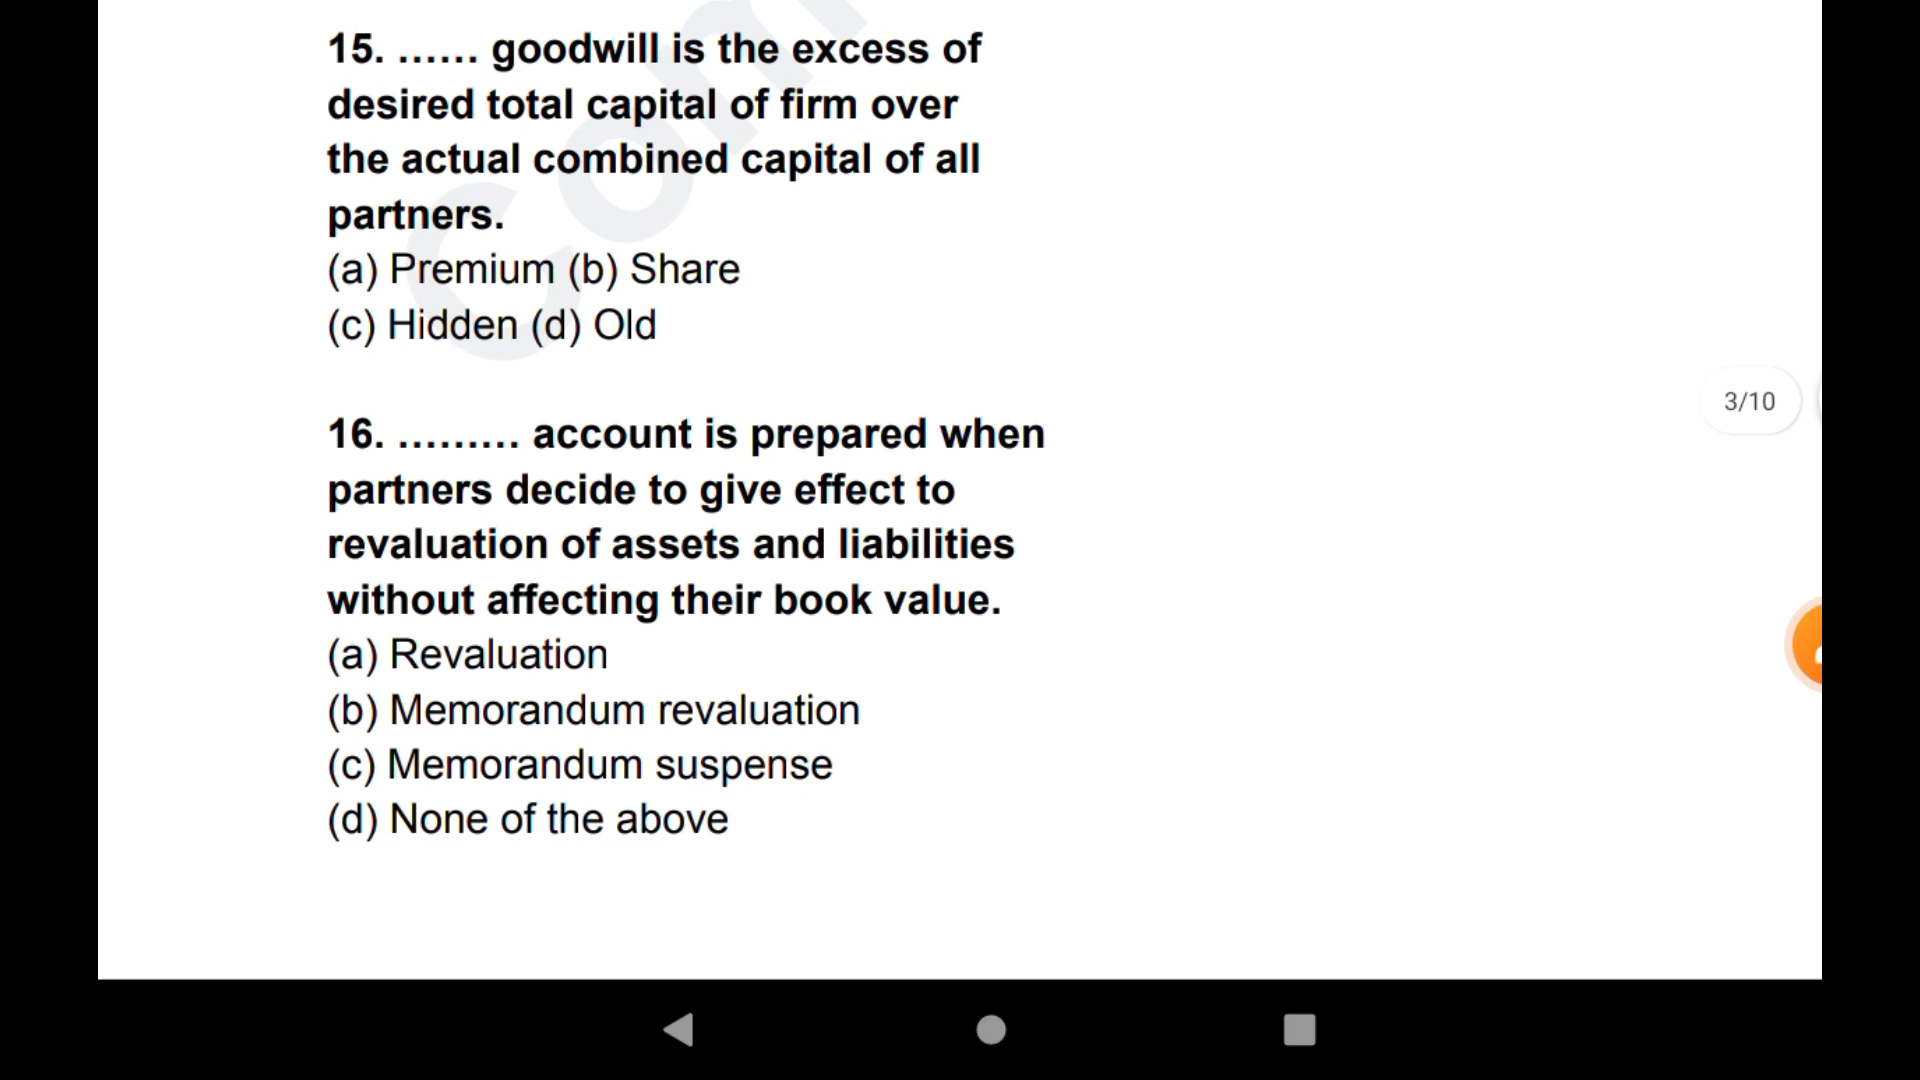 15. ...... goodwill is the excess of
desired total capital of firm over
the actual combined capital of all
partners.
(a) Premium (b) Share
(c) Hidden (d) Old
3/10
16. ......... account is prepared when
partners decide to give effect to
revaluation of assets and liabilities
without affecting their book value.
(a) Revaluation
(b) Memorandum revaluation
(c) Memorandum suspense
(d) None of the above